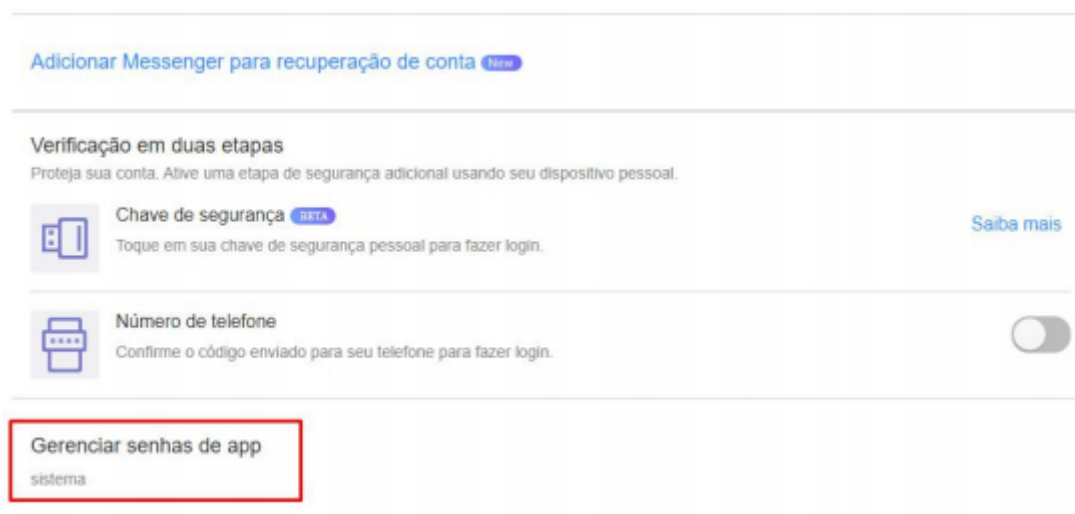 Adicionar Messenger para recuperação de conta New
Verificação em duas etapas
Proteja sua conta. Ative uma etapa de segurança adicional usando seu dispositivo pessoal.
Chave de segurança BETA
Saiba mais
Toque em sua chave de segurança pessoal para fazer login.
Número de telefone
Confirme o código enviado para seu telefone para fazer login.
Gerenciar senhas de app
sistema